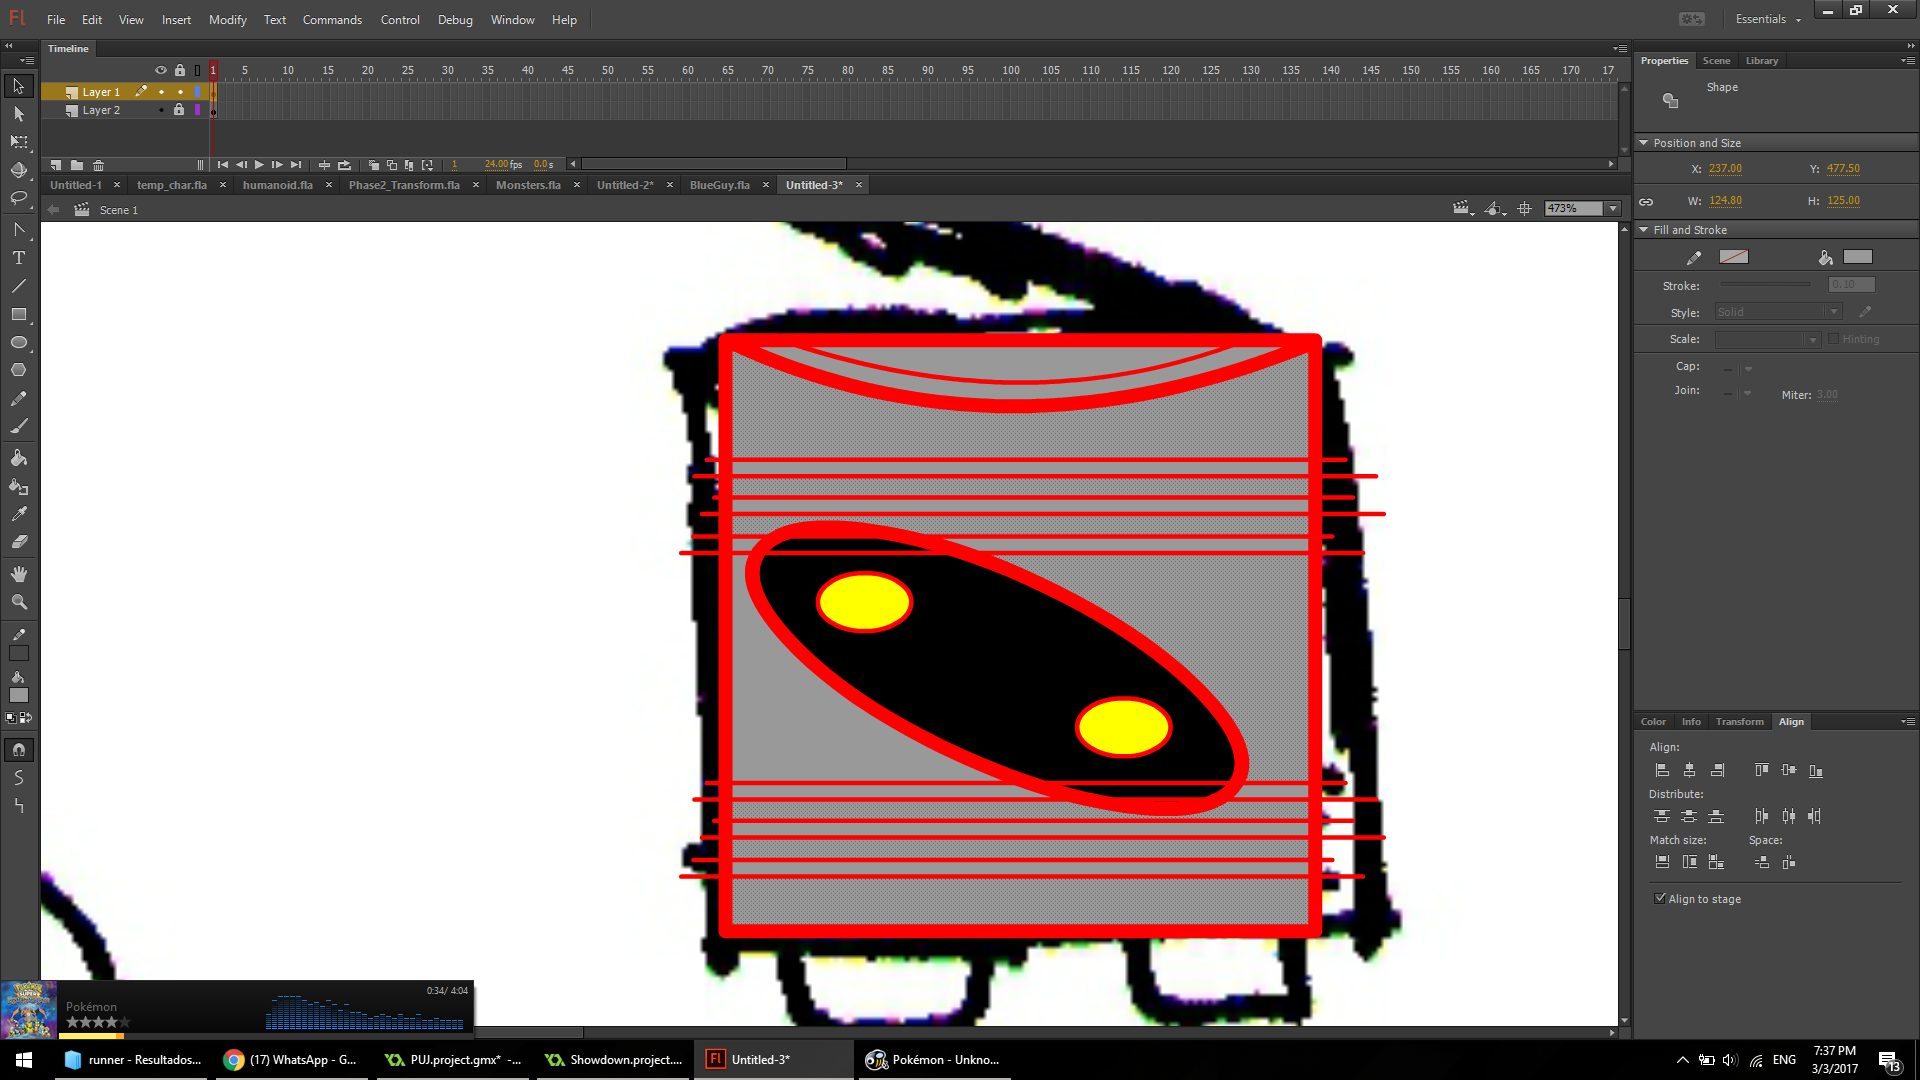 Fl File Edit View Insert Modify Text Commands Control Debug Window Help Essentials
Timeline
1 5 10 15 20 25 30 35 40 45 50 55 60 65 70 75 80 85 90 95 100 105 110 115 120 125 130 135 140 145 150 155 160 165 170 17
Layer 1
Layer 2
1 24.00 fps 0.0 s
Untitled-1 × temp_char.fla × humanoid.fla × Phase2_Transform.fla × Monsters.fla × Untitled-2* × BlueGuy.fla × Untitled-3* ×
Scene 1
473%
Properties Scene Library
Shape
Position and Size
X: 237.00 Y: 477.50
W: 124.80 H: 125.00
Fill and Stroke
Stroke: 0.10
Style: Solid
Scale: Hinting
Cap:
Join: Miter: 3.00
Color Info Transform Align
Align:
Distribute:
Match size: Space:
Align to stage
0:34/ 4:04
Pokémon
runner - Resultados...
(17) WhatsApp - G...
PUJ.project.gmx* -...
Showdown.project....
Fl Untitled-3*
Pokémon - Unkno...
ENG
7:37 PM
3/3/2017
13